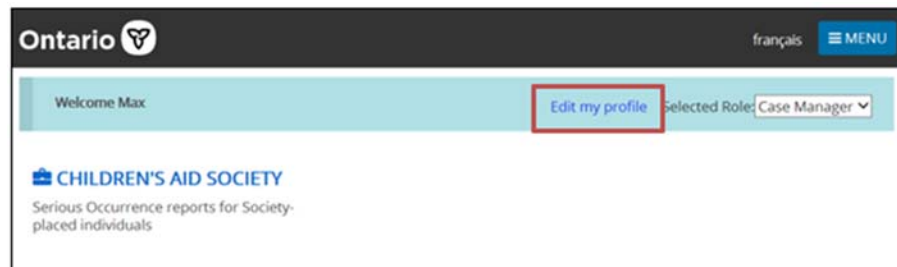 Ontario
français
MENU
Welcome Max
Edit my profile
Selected Role: Case Manager
CHILDREN'S AID SOCIETY
Serious Occurrence reports for Society-
placed individuals